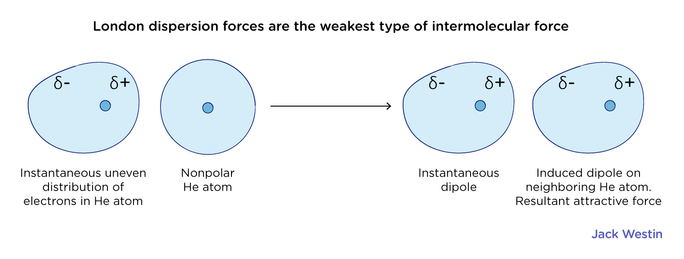 London dispersion forces are the weakest type of intermolecular force
δ- δ+
δ- δ+
δ- δ+
Instantaneous uneven
distribution of
electrons in He atom
Nonpolar
He atom
Instantaneous
dipole
Induced dipole on
neighboring He atom.
Resultant attractive force
Jack Westin